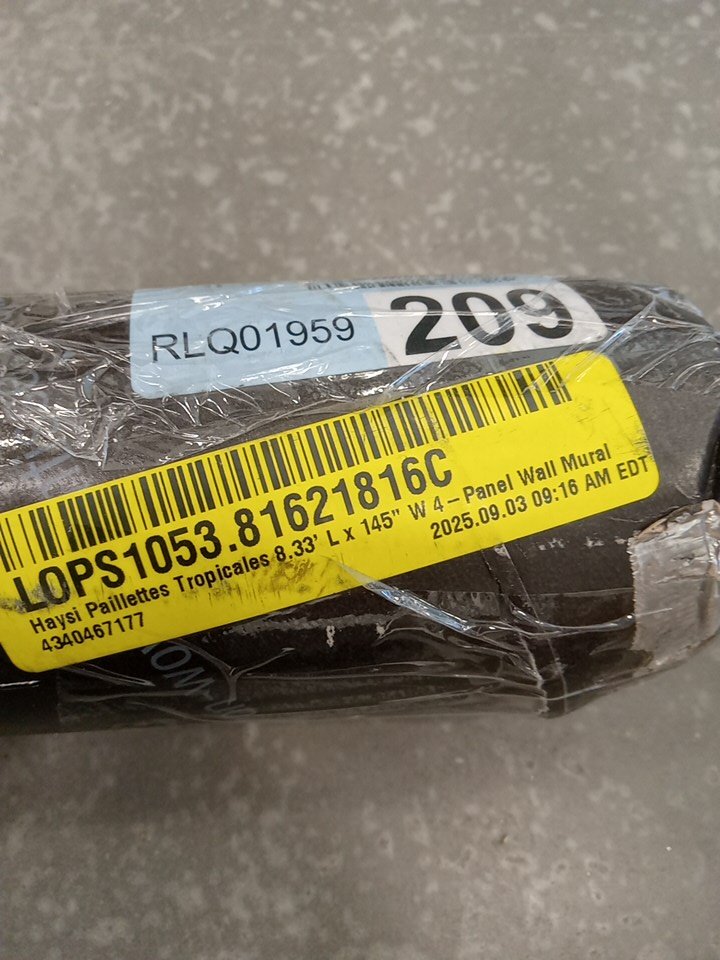 RLQ01959
209
LOPS1053.81621816C
Haysi Paillettes Tropicales 8.33' L x 145" W 4-Panel Wall Mural
4340467177
2025.09.03 09:16 AM EDT